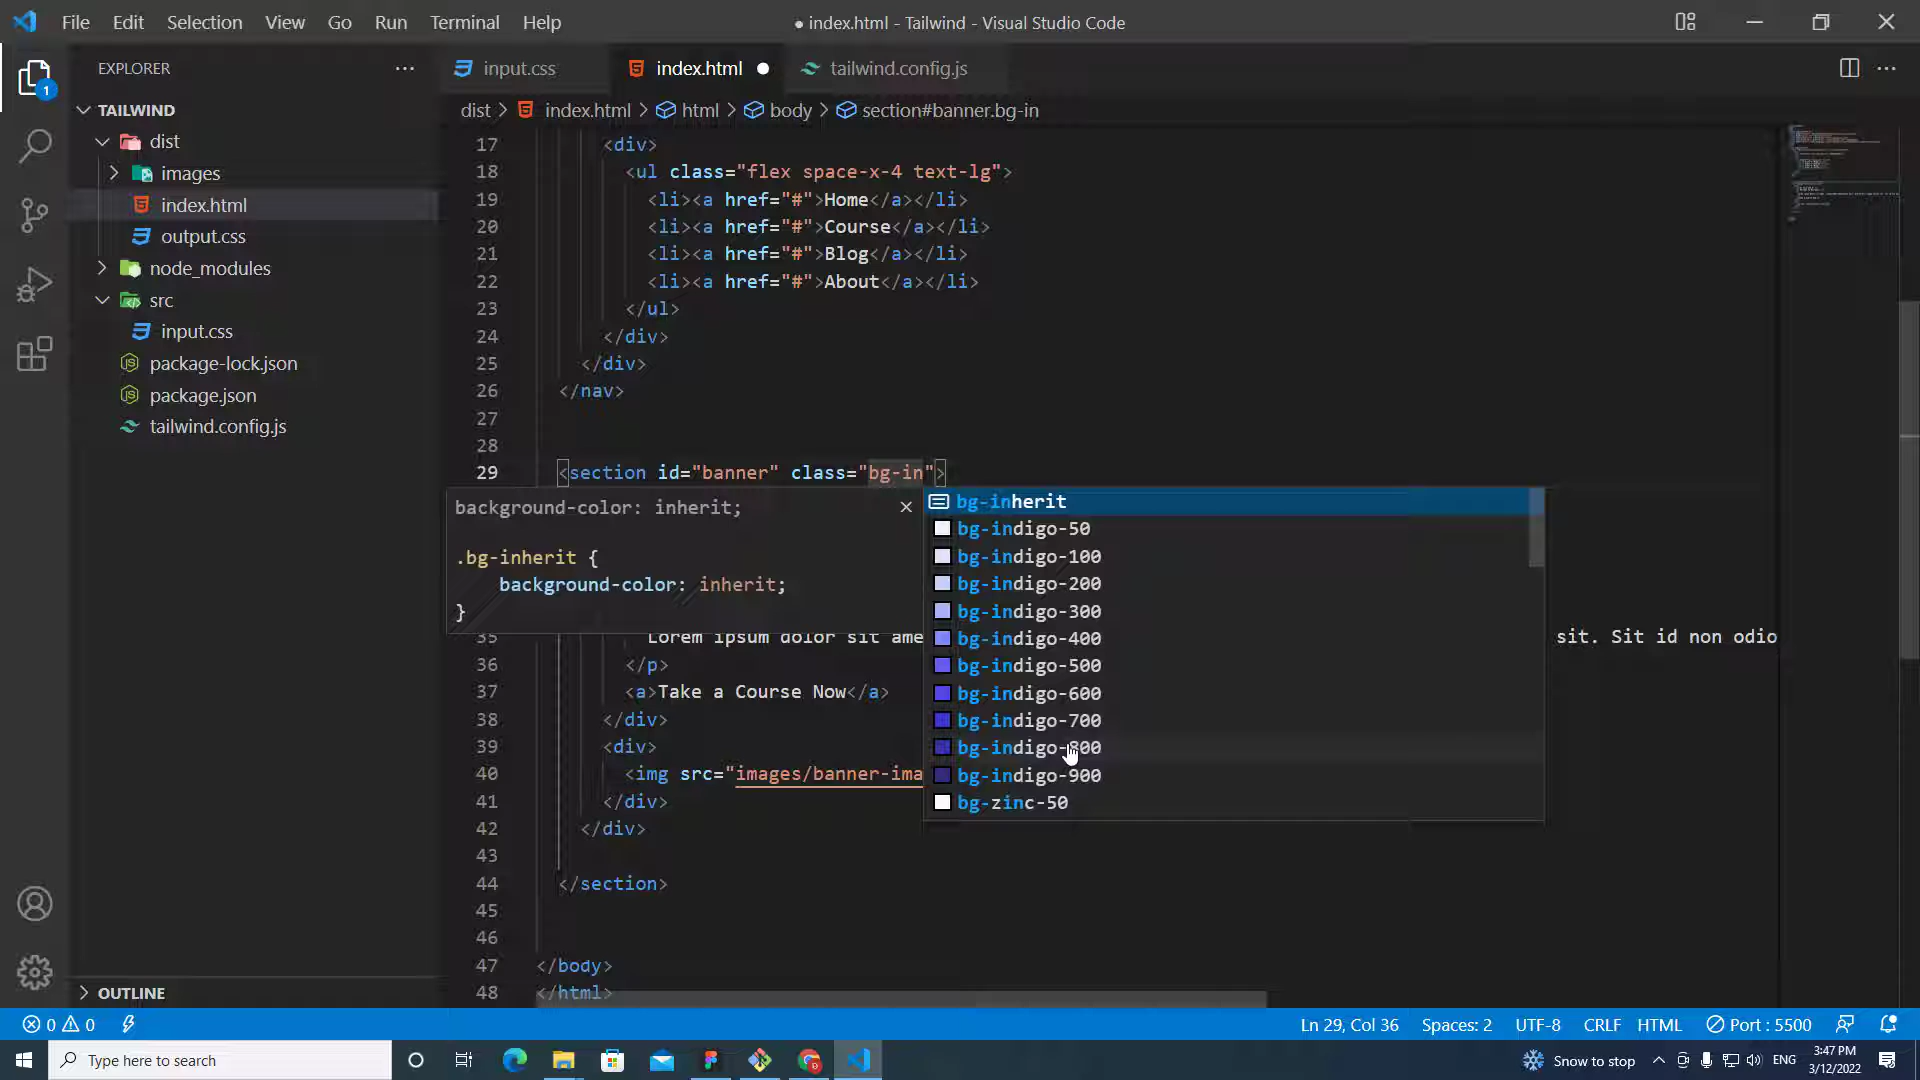 File Edit Selection View Go Run Terminal Help
● index.html - Tailwind - Visual Studio Code
EXPLORER
input.css
index.html
tailwind.config.js
dist > index.html > html > body > section#banner.bg-in
TAILWIND
dist
images
index.html
output.css
node_modules
src
input.css
package-lock.json
package.json
tailwind.config.js
OUTLINE
1
17 <div>
18 <ul class="flex space-x-4 text-lg">
19 <li><a href="#">Home</a></li>
20 <li><a href="#">Course</a></li>
21 <li><a href="#">Blog</a></li>
22 <li><a href="#">About</a></li>
23 </ul>
24 </div>
25 </div>
26 </nav>
27
28
29 <section id="banner" class="bg-in">
background-color: inherit;
.bg-inherit {
background-color: inherit;
}
bg-inherit
bg-indigo-50
bg-indigo-100
bg-indigo-200
bg-indigo-300
bg-indigo-400
bg-indigo-500
bg-indigo-600
bg-indigo-700
bg-indigo-800
bg-indigo-900
bg-zinc-50
35 Lorem ipsum dolor sit ame sit. Sit id non odio
36 </p>
37 <a>Take a Course Now</a>
38 </div>
39 <div>
40 <img src="images/banner-ima
41 </div>
42 </div>
43
44 </section>
45
46
47 </body>
48 </html>
0 0
Ln 29, Col 36 Spaces: 2 UTF-8 CRLF HTML Port : 5500
Type here to search
Snow to stop
ENG
3:47 PM
3/12/2022